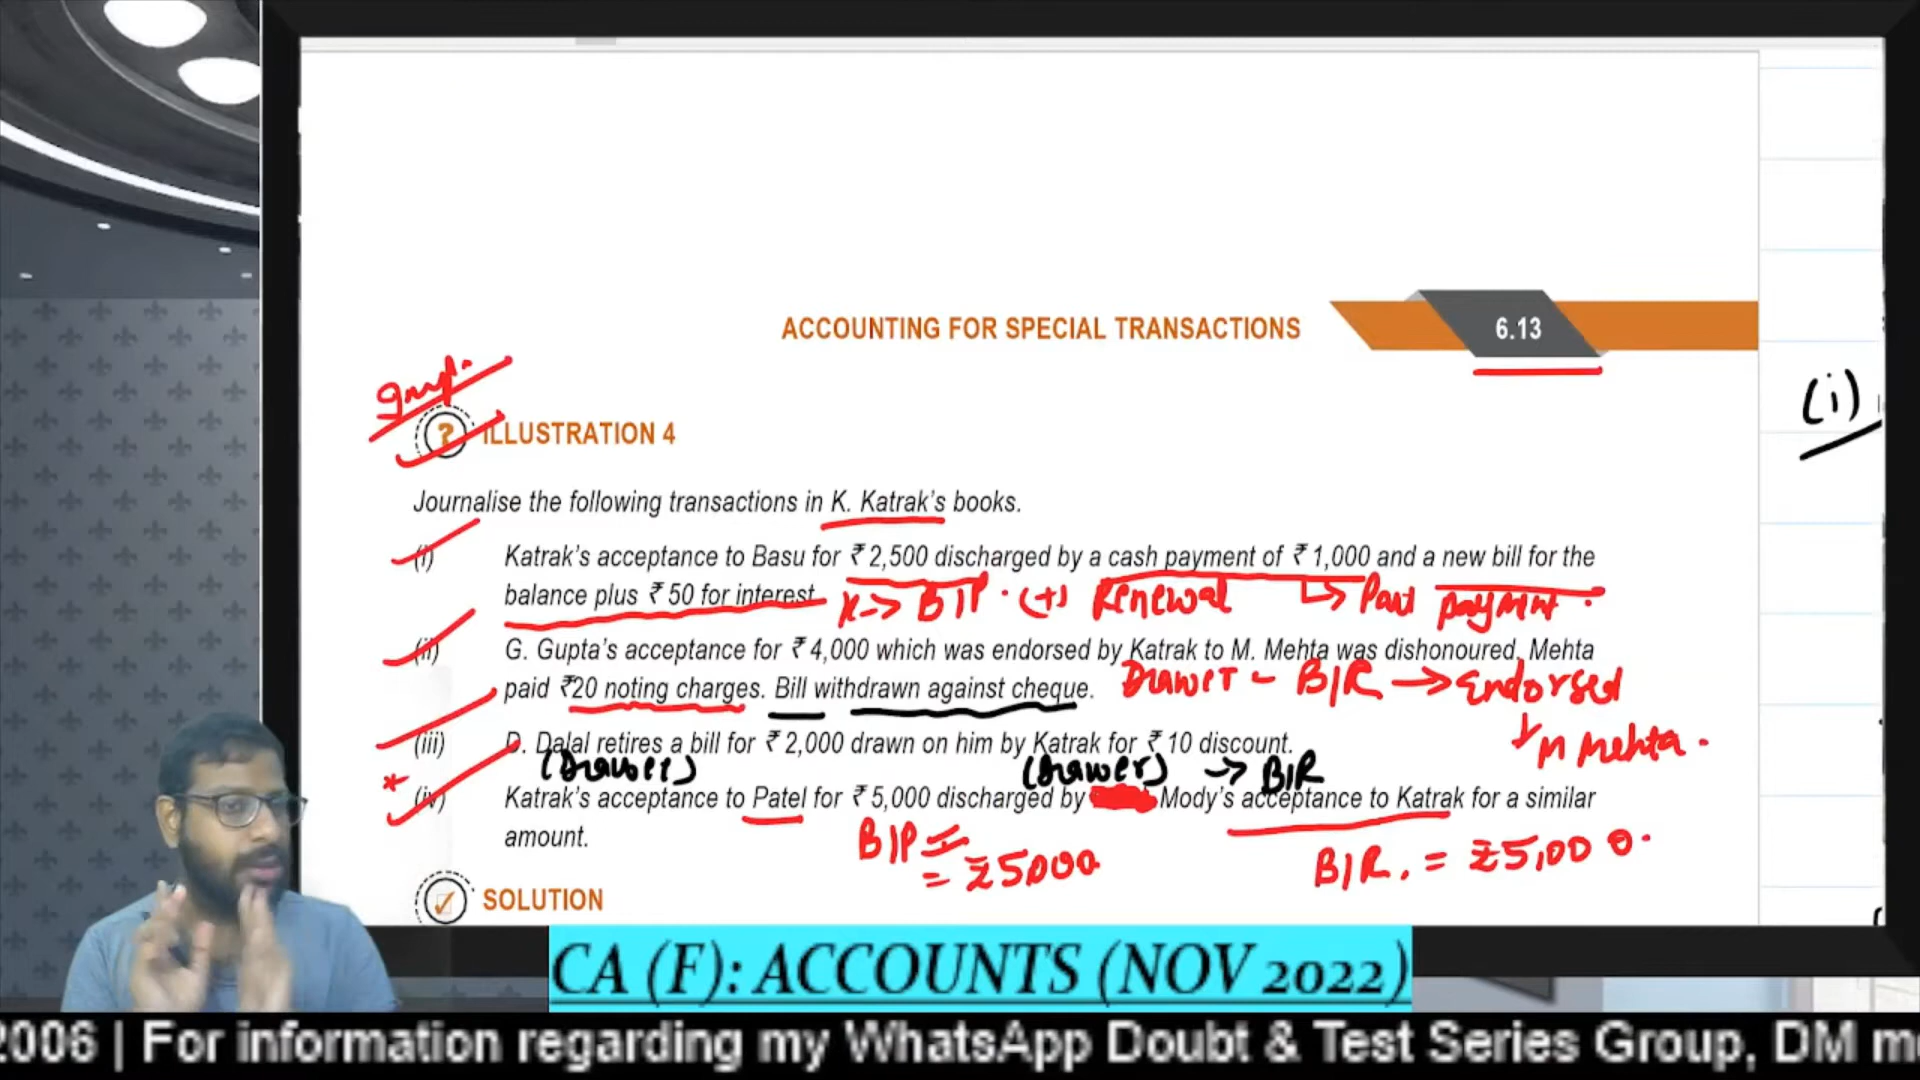 ACCOUNTING FOR SPECIAL TRANSACTIONS
6.13
Imp.
(i)
?
ILLUSTRATION 4
Journalise the following transactions in K. Katrak's books.
(i) Katrak's acceptance to Basu for ₹ 2,500 discharged by a cash payment of ₹ 1,000 and a new bill for the
balance plus ₹ 50 for interest
B/P. (+) Renewal → Part payment.
(ii) G. Gupta's acceptance for ₹ 4,000 which was endorsed by Katrak to M. Mehta was dishonoured. Mehta
paid ₹20 noting charges. Bill withdrawn against cheque.
Drawer - B/R → Endorsed
↓ M Mehta.
(iii) D. Dalal retires a bill for ₹ 2,000 drawn on him by Katrak for ₹ 10 discount.
(Drawee) (Drawer) → B/R
*
(iv) Katrak's acceptance to Patel for ₹ 5,000 discharged by Mody's acceptance to Katrak for a similar
amount.
B/P = ₹5,000
B/R. = ₹5,000.
SOLUTION
CA (F): ACCOUNTS (NOV 2022)
2006 | For information regarding my WhatsApp Doubt & Test Series Group, DM